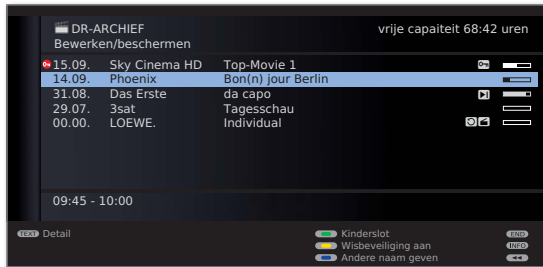 DR-ARCHIEF vrije capaiteit 68:42 uren
Bewerken/beschermen
15.09. Sky Cinema HD Top-Movie 1
14.09. Phoenix Bon(n) jour Berlin
31.08. Das Erste da capo
29.07. 3sat Tagesschau
00.00. LOEWE. Individual
09:45 - 10:00
TEXT Detail Kinderslot END
Wisbeveiliging aan INFO
Andere naam geven